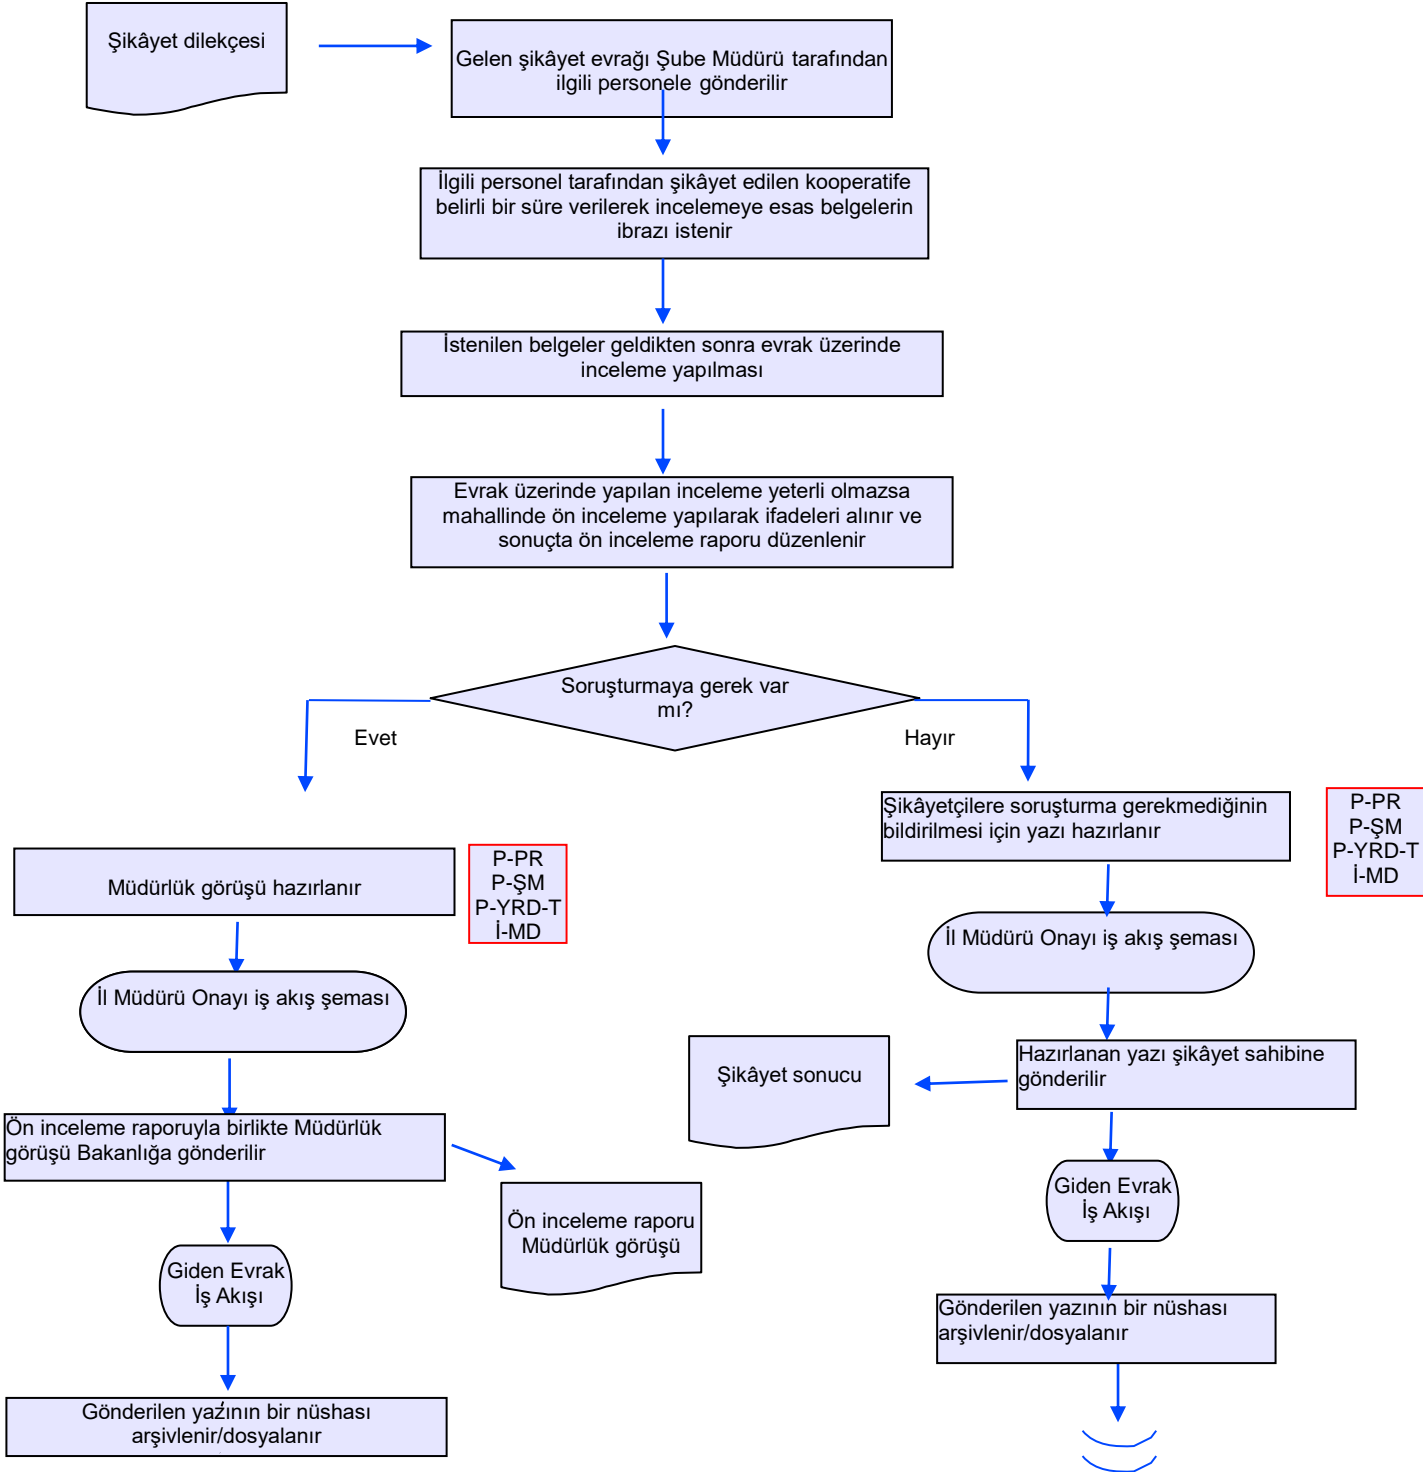 Şikâyet dilekçesi
Gelen şikâyet evrağı Şube Müdürü tarafından
ilgili personele gönderilir
İlgili personel tarafından şikâyet edilen kooperatife
belirli bir süre verilerek incelemeye esas belgelerin
ibrazı istenir
İstenilen belgeler geldikten sonra evrak üzerinde
inceleme yapılması
Evrak üzerinde yapılan inceleme yeterli olmazsa
mahallinde ön inceleme yapılarak ifadeleri alınır ve
sonuçta ön inceleme raporu düzenlenir
Soruşturmaya gerek var
mı?
Evet
Hayır
Müdürlük görüşü hazırlanır
P-PR
P-ŞM
P-YRD-T
İ-MD
İl Müdürü Onayı iş akış şeması
Ön inceleme raporuyla birlikte Müdürlük
görüşü Bakanlığa gönderilir
Ön inceleme raporu
Müdürlük görüşü
Giden Evrak
İş Akışı
Gönderilen yazının bir nüshası
arşivlenir/dosyalanır
Şikâyetçilere soruşturma gerekmediğinin
bildirilmesi için yazı hazırlanır
P-PR
P-ŞM
P-YRD-T
İ-MD
İl Müdürü Onayı iş akış şeması
Hazırlanan yazı şikâyet sahibine
gönderilir
Şikâyet sonucu
Giden Evrak
İş Akışı
Gönderilen yazının bir nüshası
arşivlenir/dosyalanır